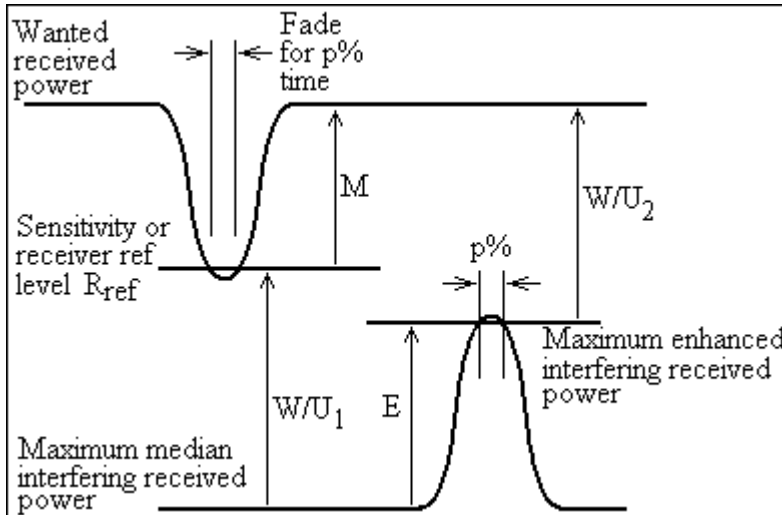 Wanted
received
power
Fade
for p%
time
M
W/U2
Sensitivity or
receiver ref
level Rref
p%
Maximum enhanced
interfering received
power
W/U1
E
Maximum median
interfering received
power